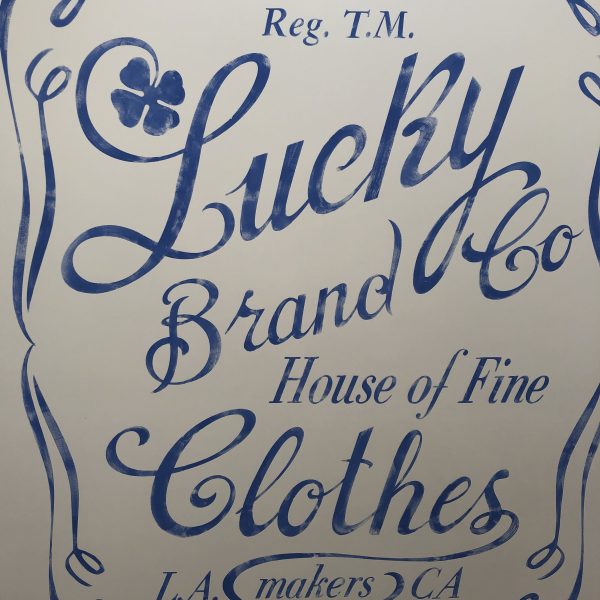 Reg. T.M.
Lucky
Brand Co
House of Fine
Clothes
L.A. makers CA